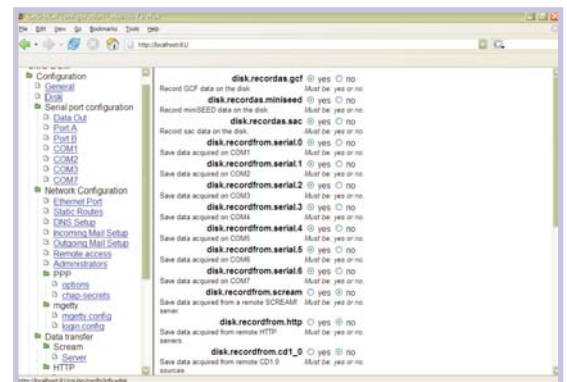 File Edit View Go Bookmarks Tools Help
http://localhost:81/
Configuration
General
Disk
Serial port configuration
Data Out
Port A
Port B
COM1
COM2
COM3
COM7
Network Configuration
Ethernet Port
Static Routes
DNS Setup
Incoming Mail Setup
Outgoing Mail Setup
Remote access
Administrators
PPP
options
chap-secrets
mgetty
mgetty config
login config
Data transfer
Scream
Server
HTTP
disk.recordas.gcf yes no
Record GCF data on the disk Must be: yes or no.
disk.recordas.miniseed yes no
Record miniSEED data on the disk. Must be: yes or no.
disk.recordas.sac yes no
Record sac data on the disk. Must be: yes or no.
disk.recordfrom.serial.0 yes no
Save data acquired on COM1 Must be: yes or no.
disk.recordfrom.serial.1 yes no
Save data acquired on COM2 Must be: yes or no.
disk.recordfrom.serial.2 yes no
Save data acquired on COM3 Must be: yes or no.
disk.recordfrom.serial.3 yes no
Save data acquired on COM4 Must be: yes or no.
disk.recordfrom.serial.4 yes no
Save data acquired on COM5 Must be: yes or no.
disk.recordfrom.serial.5 yes no
Save data acquired on COM6 Must be: yes or no.
disk.recordfrom.serial.6 yes no
Save data acquired on COM7 Must be: yes or no.
disk.recordfrom.scream yes no
Save data acquired from a remote SCREAM! Must be: yes or no.
server.
disk.recordfrom.http yes no
Save data acquired from remote HTTP Must be: yes or no.
servers.
disk.recordfrom.cd1_0 yes no
Save data acquired from remote CD1.0 Must be: yes or no.
sources.